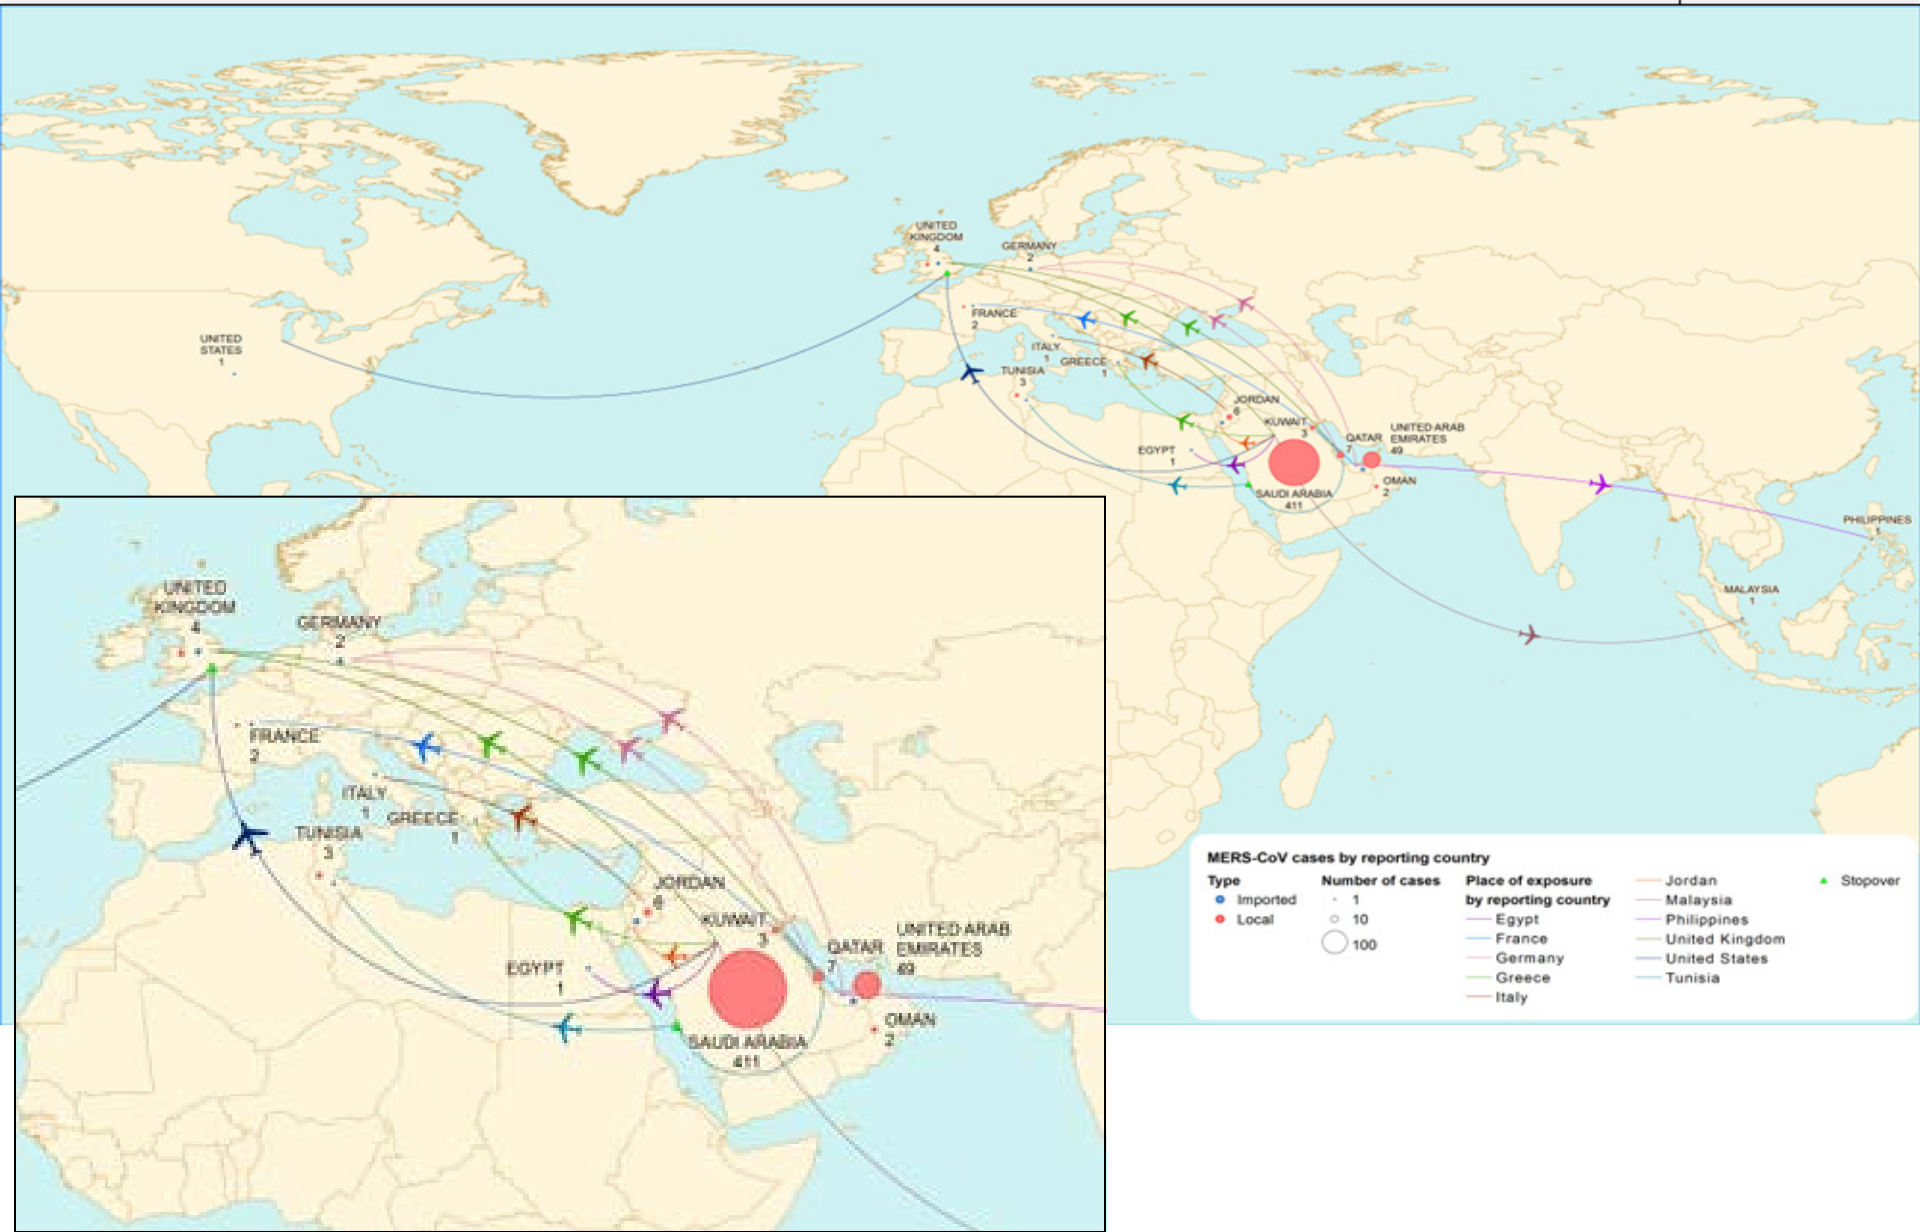 UNITED
KINGDOM
4
GERMANY
2
FRANCE
2
UNITED
STATES
1
ITALY
1
GREECE
1
TUNISIA
3
JORDAN
6
KUWAIT
3
QATAR
7
UNITED ARAB
EMIRATES
49
EGYPT
1
OMAN
2
SAUDI ARABIA
411
PHILIPPINES
1
MALAYSIA
1
UNITED
KINGDOM
4
GERMANY
2
FRANCE
2
ITALY
1
GREECE
1
TUNISIA
3
JORDAN
6
KUWAIT
3
QATAR
7
UNITED ARAB
EMIRATES
49
EGYPT
1
OMAN
2
SAUDI ARABIA
411
MERS-CoV cases by reporting country
Type
Imported
Local
Number of cases
1
10
100
Place of exposure
by reporting country
Egypt
France
Germany
Greece
Italy
Jordan
Malaysia
Philippines
United Kingdom
United States
Tunisia
Stopover